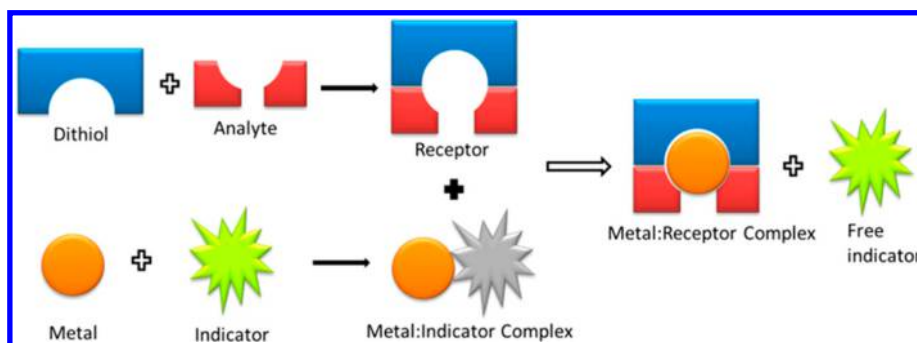 Dithiol
Analyte
Receptor
Metal
Indicator
Metal:Indicator Complex
Metal:Receptor Complex
Free
indicator